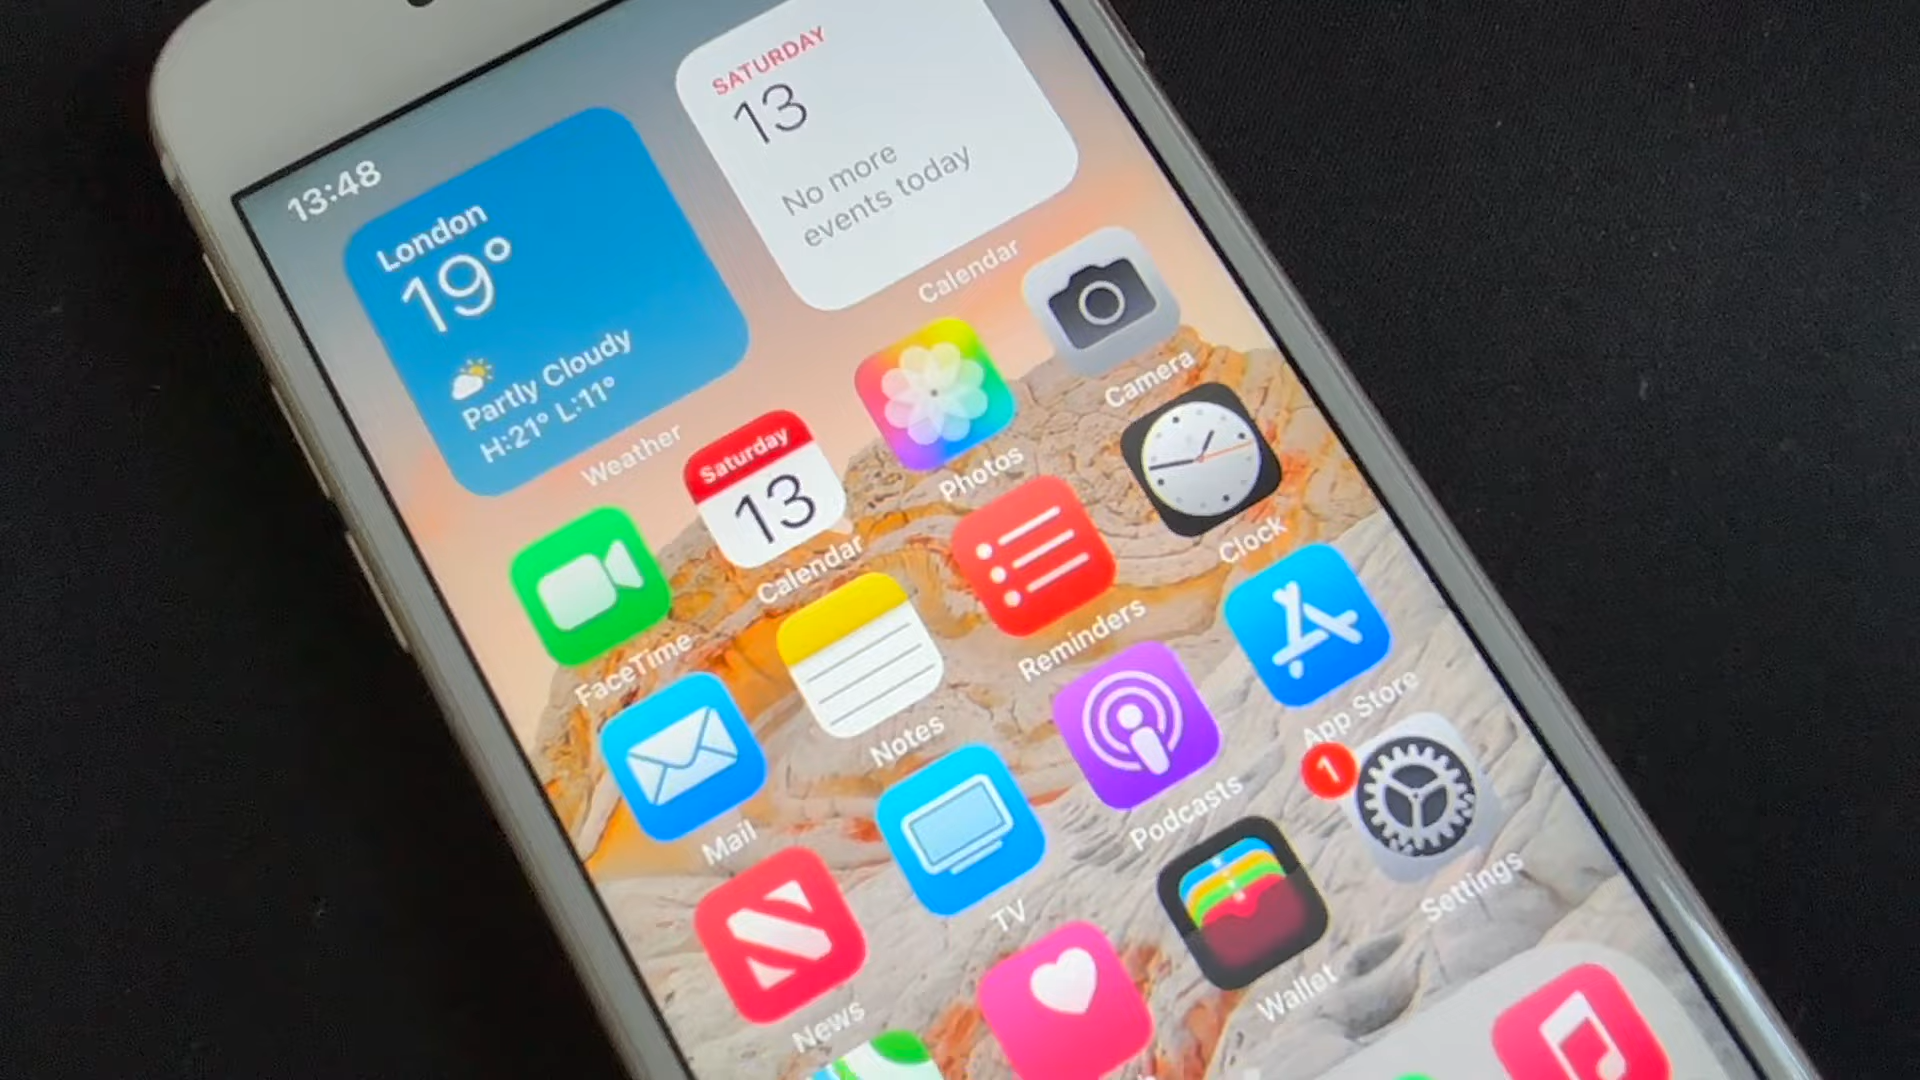 13:48
London
19°
Partly Cloudy
H:21° L:11°
Weather
SATURDAY
13
No more
events today
Calendar
FaceTime
Saturday
13
Calendar
Photos
Camera
Mail
Notes
Reminders
Clock
News
TV
Podcasts
App Store
Wallet
1
Settings